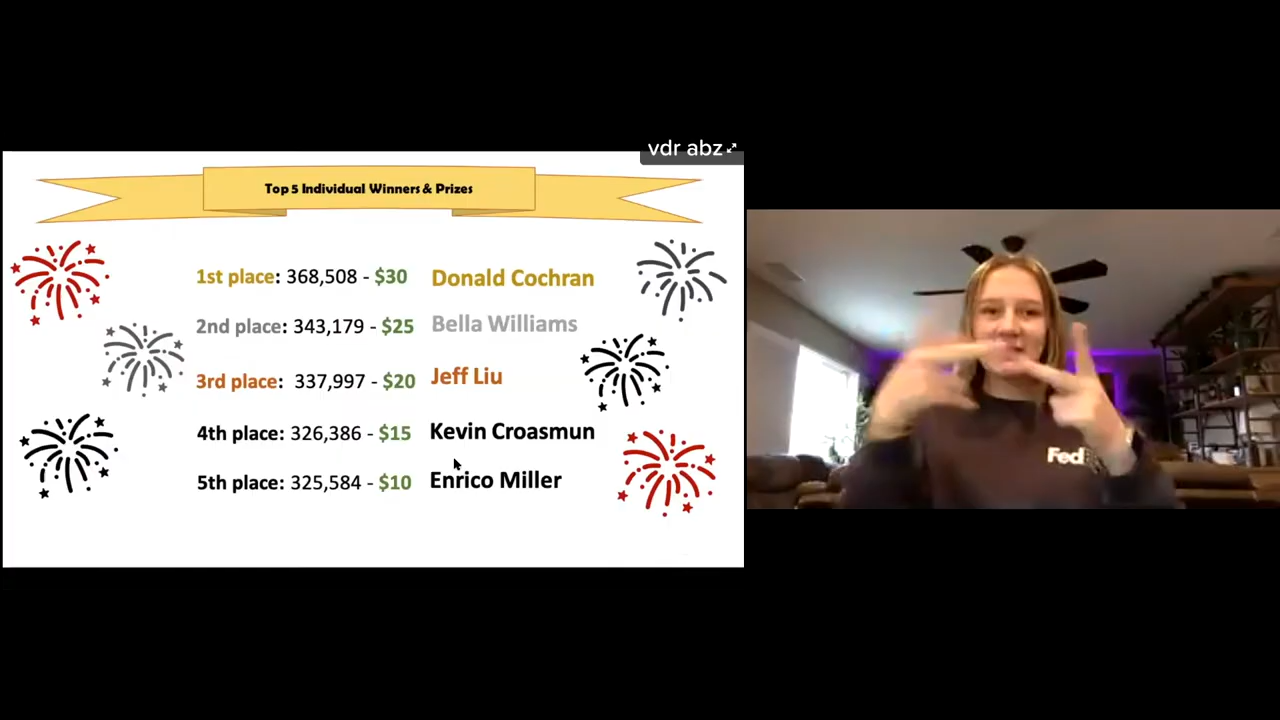 vdr abz
Top 5 Individual Winners & Prizes
1st place: 368,508 - $30 Donald Cochran
2nd place: 343,179 - $25 Bella Williams
3rd place: 337,997 - $20 Jeff Liu
4th place: 326,386 - $15 Kevin Croasmun
5th place: 325,584 - $10 Enrico Miller
Fed